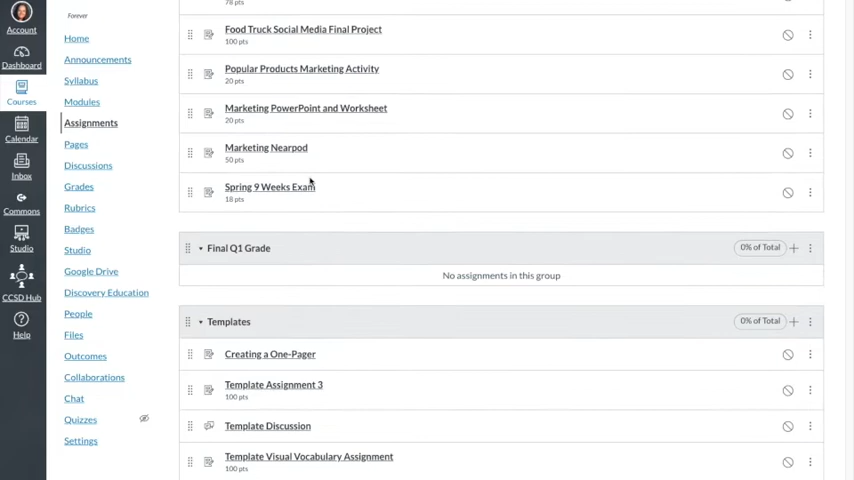 Account
Dashboard
Courses
Calendar
Inbox
Commons
Studio
CCSD Hub
Help
Forever
Home
Announcements
Syllabus
Modules
Assignments
Pages
Discussions
Grades
Rubrics
Badges
Studio
Google Drive
Discovery Education
People
Files
Outcomes
Collaborations
Chat
Quizzes
Settings
78 pts
Food Truck Social Media Final Project
100 pts
Popular Products Marketing Activity
20 pts
Marketing PowerPoint and Worksheet
20 pts
Marketing Nearpod
50 pts
Spring 9 Weeks Exam
18 pts
Final Q1 Grade 0% of Total
No assignments in this group
Templates 0% of Total
Creating a One-Pager
Template Assignment 3
100 pts
Template Discussion
Template Visual Vocabulary Assignment
100 pts